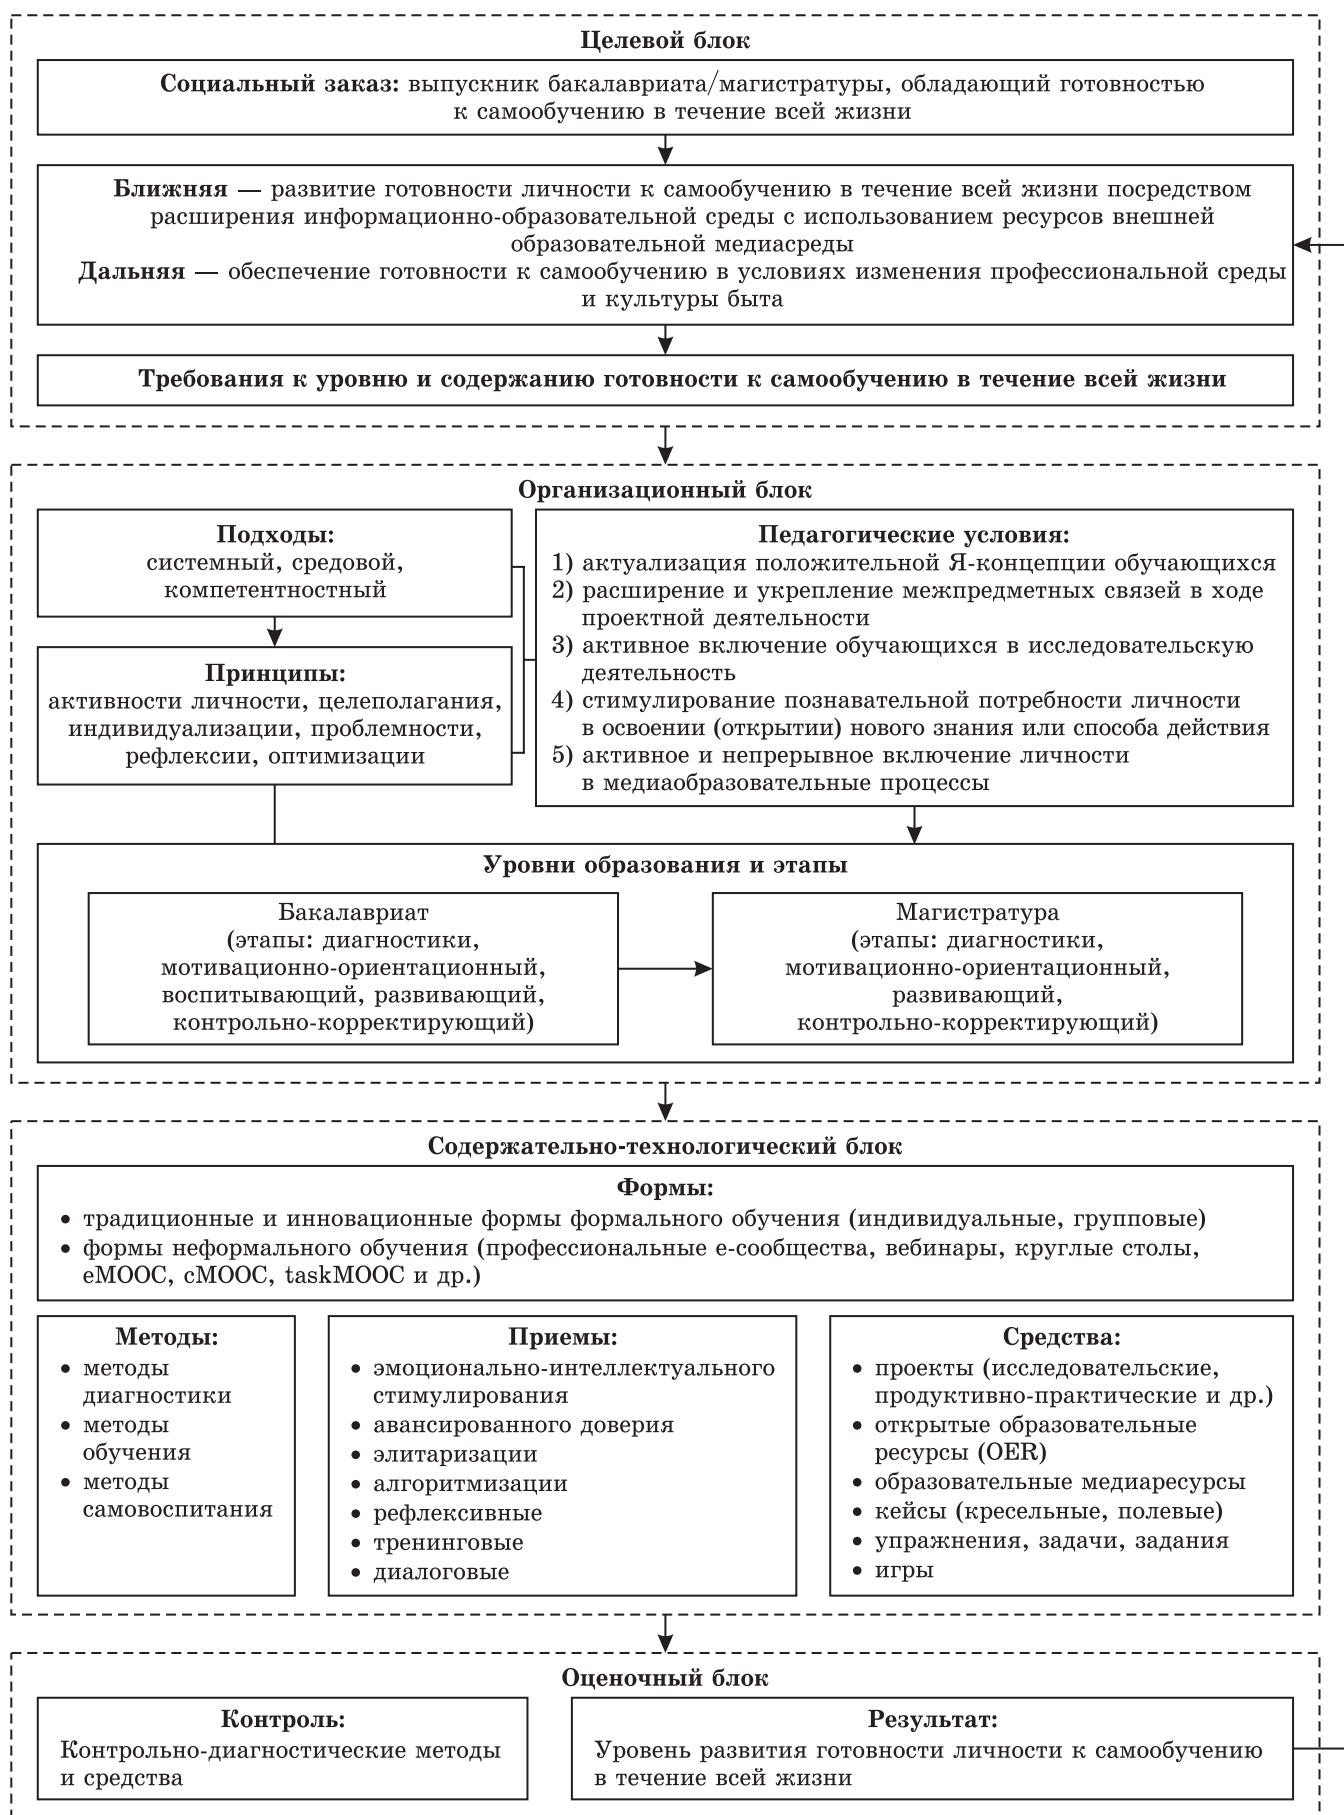 Целевой блок
Социальный заказ: выпускник бакалавриата/магистратуры, обладающий готовностью
к самообучению в течение всей жизни
Ближняя — развитие готовности личности к самообучению в течение всей жизни посредством
расширения информационно-образовательной среды с использованием ресурсов внешней
образовательной медиасреды
Дальняя — обеспечение готовности к самообучению в условиях изменения профессиональной среды
и культуры быта
Требования к уровню и содержанию готовности к самообучению в течение всей жизни
Организационный блок
Подходы:
системный, средовой,
компетентностный
Принципы:
активности личности, целеполагания,
индивидуализации, проблемности,
рефлексии, оптимизации
Педагогические условия:
1) актуализация положительной Я-концепции обучающихся
2) расширение и укрепление межпредметных связей в ходе
проектной деятельности
3) активное включение обучающихся в исследовательскую
деятельность
4) стимулирование познавательной потребности личности
в освоении (открытии) нового знания или способа действия
5) активное и непрерывное включение личности
в медиаобразовательные процессы
Уровни образования и этапы
Бакалавриат
(этапы: диагностики,
мотивационно-ориентационный,
воспитывающий, развивающий,
контрольно-корректирующий)
Магистратура
(этапы: диагностики,
мотивационно-ориентационный,
развивающий,
контрольно-корректирующий)
Содержательно-технологический блок
Формы:
• традиционные и инновационные формы формального обучения (индивидуальные, групповые)
• формы неформального обучения (профессиональные е-сообщества, вебинары, круглые столы,
eMOOC, cMOOC, taskMOOC и др.)
Методы:
• методы
диагностики
• методы
обучения
• методы
самовоспитания
Приемы:
• эмоционально-интеллектуального
стимулирования
• авансированного доверия
• элитаризации
• алгоритмизации
• рефлексивные
• тренинговые
• диалоговые
Средства:
• проекты (исследовательские,
продуктивно-практические и др.)
• открытые образовательные
ресурсы (OER)
• образовательные медиаресурсы
• кейсы (кресельные, полевые)
• упражнения, задачи, задания
• игры
Оценочный блок
Контроль:
Контрольно-диагностические методы
и средства
Результат:
Уровень развития готовности личности к самообучению
в течение всей жизни